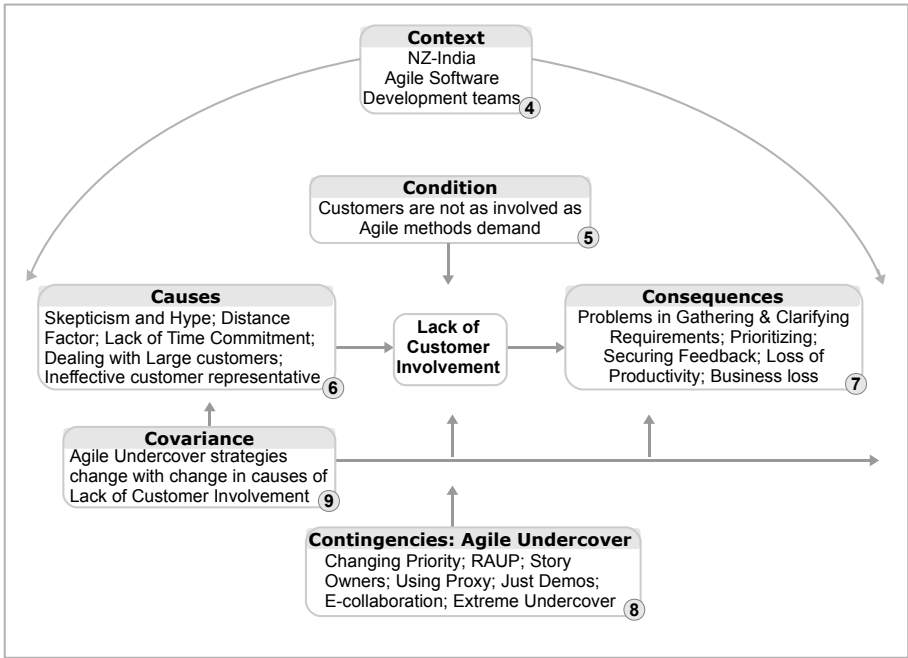 Context
NZ-India
Agile Software
Development teams
4
Condition
Customers are not as involved as
Agile methods demand
5
Causes
Skepticism and Hype; Distance
Factor; Lack of Time Commitment;
Dealing with Large customers;
Ineffective customer representative
6
Lack of
Customer
Involvement
Consequences
Problems in Gathering & Clarifying
Requirements; Prioritizing;
Securing Feedback; Loss of
Productivity; Business loss
7
Covariance
Agile Undercover strategies
change with change in causes of
Lack of Customer Involvement
9
Contingencies: Agile Undercover
Changing Priority; RAUP; Story
Owners; Using Proxy; Just Demos;
E-collaboration; Extreme Undercover
8